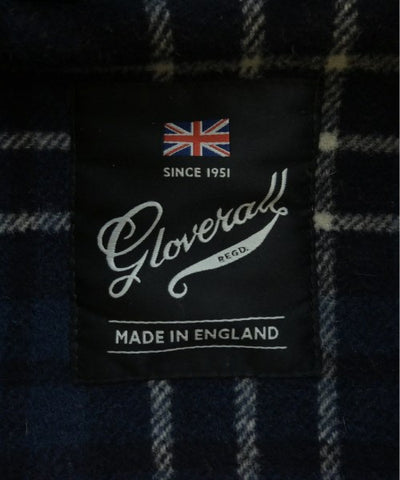 SINCE 1951
Gloverall
REGD.
MADE IN ENGLAND